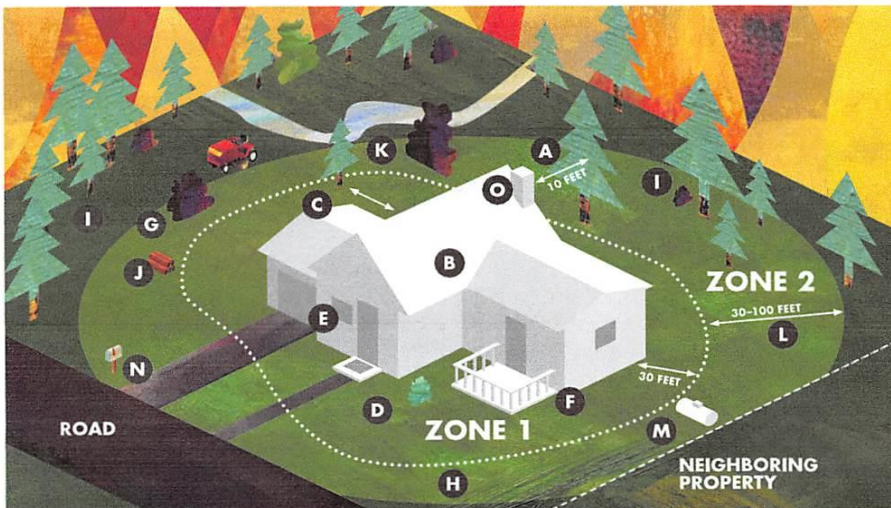 K
A
O
10 FEET
I
I
G
C
J
B
ZONE 2
30–100 FEET
L
E
N
30 FEET
D
F
M
ROAD
ZONE 1
H
NEIGHBORING
PROPERTY